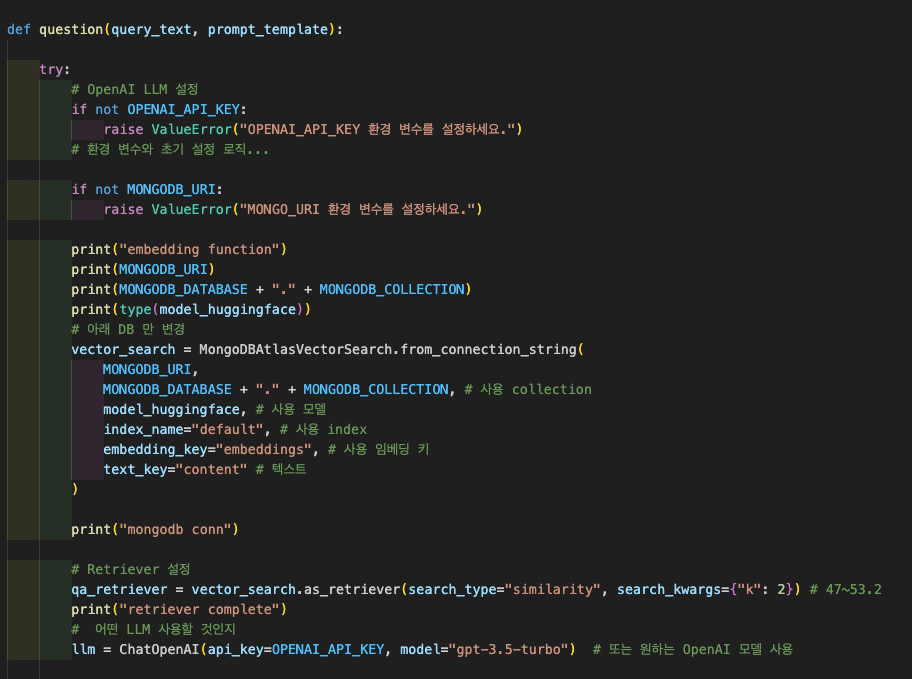 def question(query_text, prompt_template):
try:
# OpenAI LLM 설정
if not OPENAI_API_KEY:
raise ValueError("OPENAI_API_KEY 환경 변수를 설정하세요.")
# 환경 변수와 초기 설정 로직...
if not MONGODB_URI:
raise ValueError("MONGO_URI 환경 변수를 설정하세요.")
print("embedding function")
print(MONGODB_URI)
print(MONGODB_DATABASE + "." + MONGODB_COLLECTION)
print(type(model_huggingface))
# 아래 DB 만 변경
vector_search = MongoDBAtlasVectorSearch.from_connection_string(
MONGODB_URI,
MONGODB_DATABASE + "." + MONGODB_COLLECTION, # 사용 collection
model_huggingface, # 사용 모델
index_name="default", # 사용 index
embedding_key="embeddings", # 사용 임베딩 키
text_key="content" # 텍스트
)
print("mongodb conn")
# Retriever 설정
qa_retriever = vector_search.as_retriever(search_type="similarity", search_kwargs={"k": 2}) # 47~53.2
print("retriever complete")
#  어떤 LLM 사용할 것인지
llm = ChatOpenAI(api_key=OPENAI_API_KEY, model="gpt-3.5-turbo")  # 또는 원하는 OpenAI 모델 사용